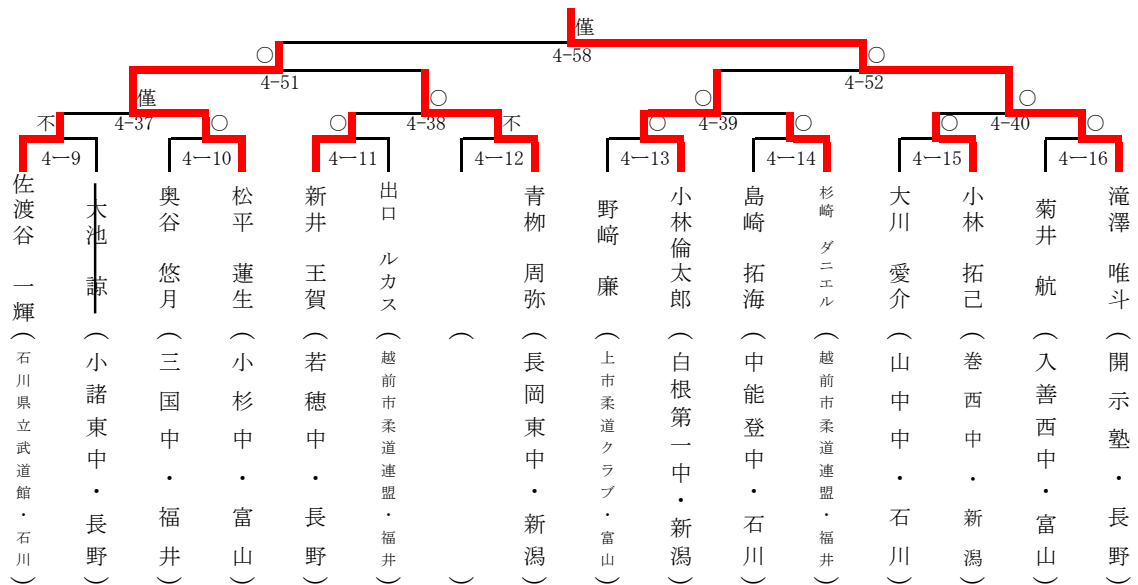 僅
4-58
○
○
4-51
4-52
僅
○
○
○
4-37
4-38
4-39
4-40
不
○
○
不
○
○
○
○
4一9
4一10
4一11
4一12
4一13
4一14
4一15
4一16
佐渡谷 一輝
(石川県立武道館・石川)
大池 諒
(小諸東中・長野)
奥谷 悠月
(三国中・福井)
松平 蓮生
(小杉中・富山)
新井 王賀
(若穂中・長野)
出口 ルカス
(越前市柔道連盟・福井)
( )
青栁 周弥
(長岡東中・新潟)
野﨑 廉
(上市柔道クラブ・富山)
小林倫太郎
(白根第一中・新潟)
島崎 拓海
(中能登中・石川)
杉崎 ダニエル
(越前市柔道連盟・福井)
大川 愛介
(山中中・石川)
小林 拓己
(巻西中・新潟)
菊井 航
(入善西中・富山)
滝澤 唯斗
(開示塾・長野)